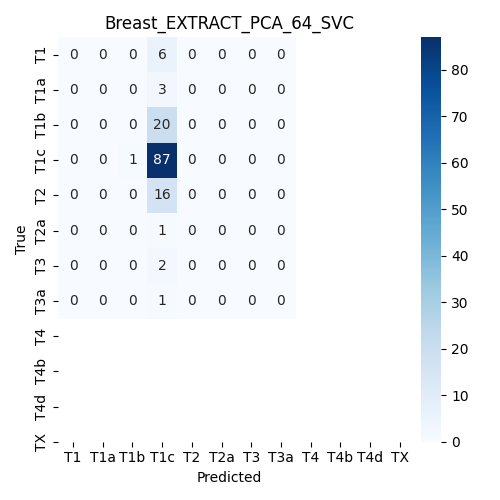 Breast_EXTRACT_PCA_64_SVC
T1 0 0 0 6 0 0 0 0
T1a 0 0 0 3 0 0 0 0
T1b 0 0 0 20 0 0 0 0
T1c 0 0 1 87 0 0 0 0
T2 0 0 0 16 0 0 0 0
T2a 0 0 0 1 0 0 0 0
T3 0 0 0 2 0 0 0 0
T3a 0 0 0 1 0 0 0 0
T4
T4b
T4d
TX
True
T1 T1a T1b T1c T2 T2a T3 T3a T4 T4b T4d TX
Predicted
80
70
60
50
40
30
20
10
0